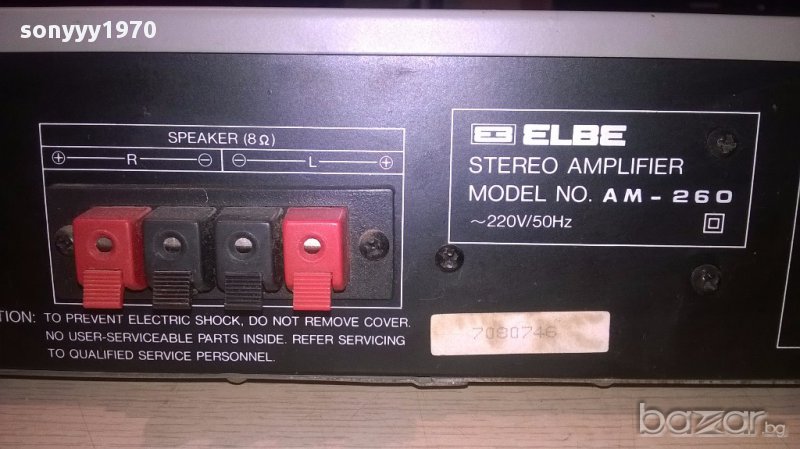 sonyyy1970
SPEAKER (8Ω)
⊕ R ⊖ ⊖ L ⊕
EB ELBE
STEREO AMPLIFIER
MODEL NO. AM-260
~220V/50Hz
TION: TO PREVENT ELECTRIC SHOCK, DO NOT REMOVE COVER.
NO USER-SERVICEABLE PARTS INSIDE. REFER SERVICING
TO QUALIFIED SERVICE PERSONNEL.
7080746
bazar.bg